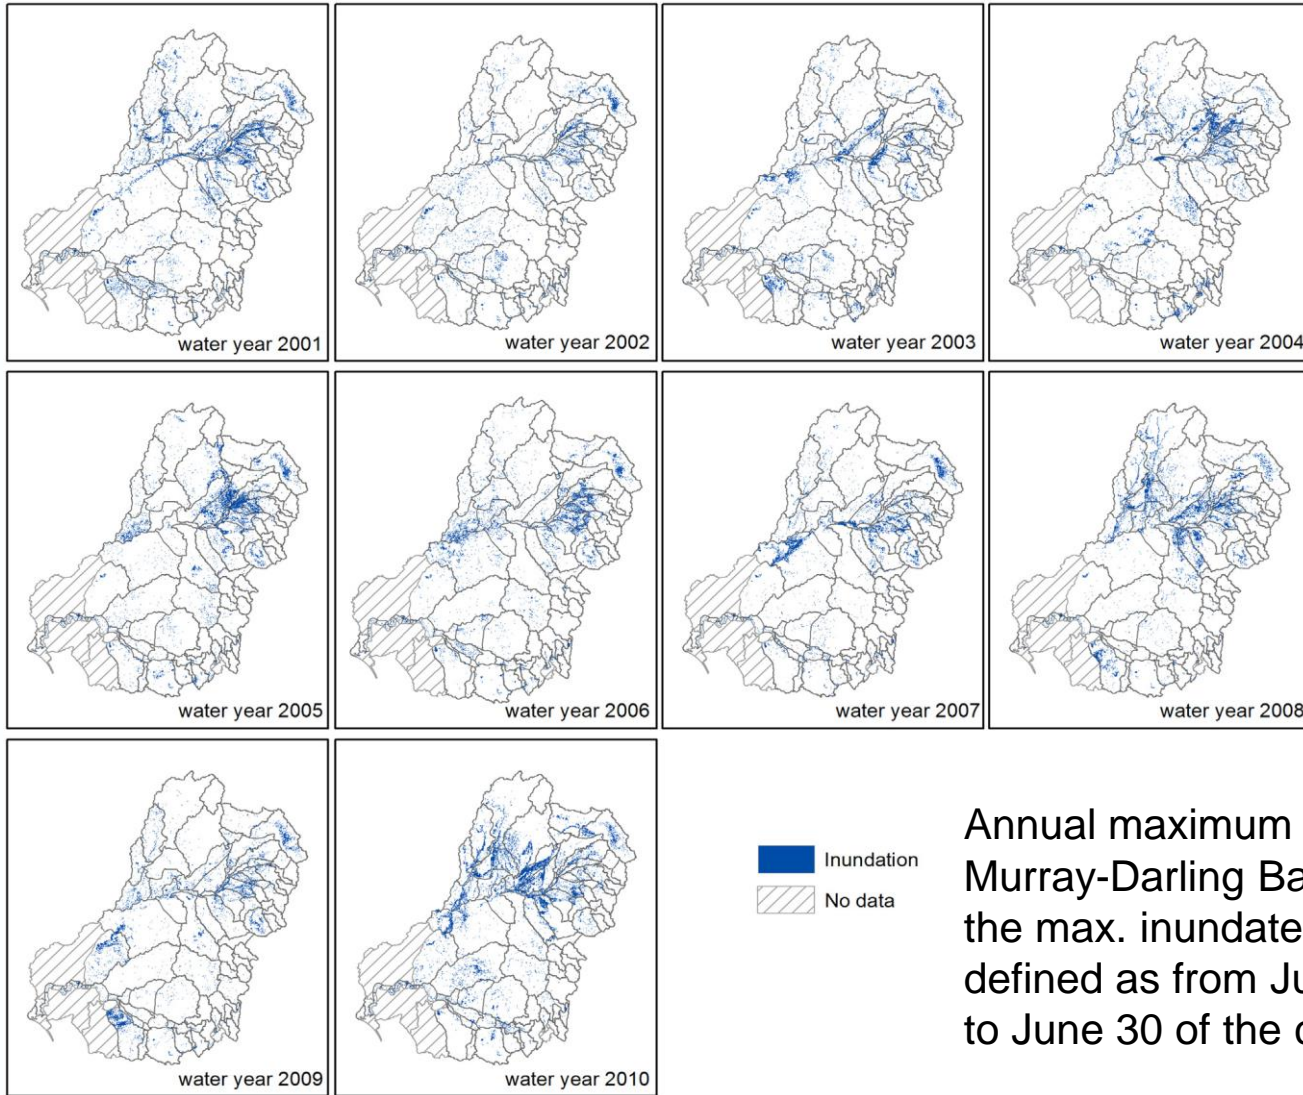 water year 2001
water year 2002
water year 2003
water year 2004
water year 2005
water year 2006
water year 2007
water year 2008
water year 2009
water year 2010
Inundation
No data
Annual maximum
Murray-Darling Ba
the max. inundate
defined as from Ju
to June 30 of the